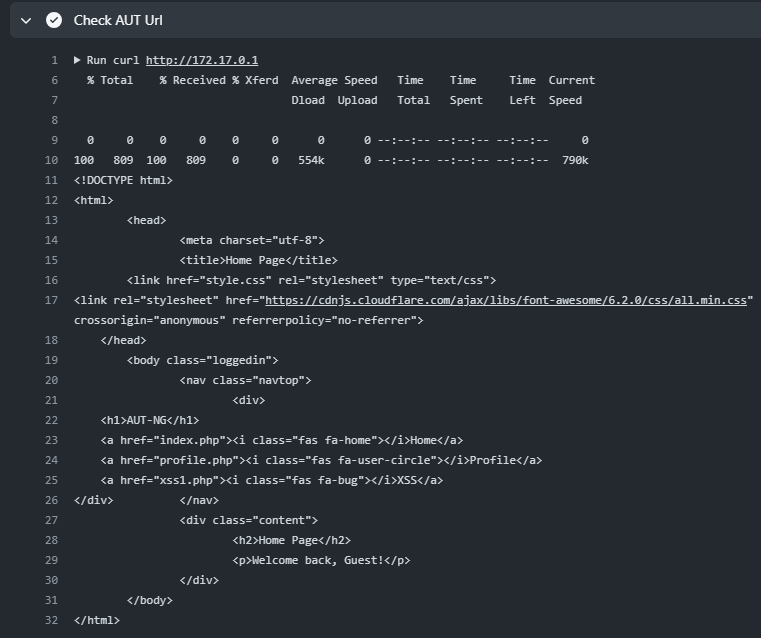 Check AUT Url
1 ▶ Run curl http://172.17.0.1
6   % Total    % Received % Xferd  Average Speed   Time    Time     Time  Current
7                                  Dload  Upload   Total   Spent    Left  Speed
8
9   0     0    0     0    0     0      0      0 --:--:-- --:--:-- --:--:--     0
10 100   809  100   809    0     0   554k      0 --:--:-- --:--:-- --:--:--  790k
11 <!DOCTYPE html>
12 <html>
13         <head>
14                 <meta charset="utf-8">
15                 <title>Home Page</title>
16         <link href="style.css" rel="stylesheet" type="text/css">
17 <link rel="stylesheet" href="https://cdnjs.cloudflare.com/ajax/libs/font-awesome/6.2.0/css/all.min.css"
crossorigin="anonymous" referrerpolicy="no-referrer">
18     </head>
19         <body class="loggedin">
20                 <nav class="navtop">
21                         <div>
22     <h1>AUT-NG</h1>
23     <a href="index.php"><i class="fas fa-home"></i>Home</a>
24     <a href="profile.php"><i class="fas fa-user-circle"></i>Profile</a>
25     <a href="xss1.php"><i class="fas fa-bug"></i>XSS</a>
26 </div>          </nav>
27                 <div class="content">
28                         <h2>Home Page</h2>
29                         <p>Welcome back, Guest!</p>
30                 </div>
31         </body>
32 </html>